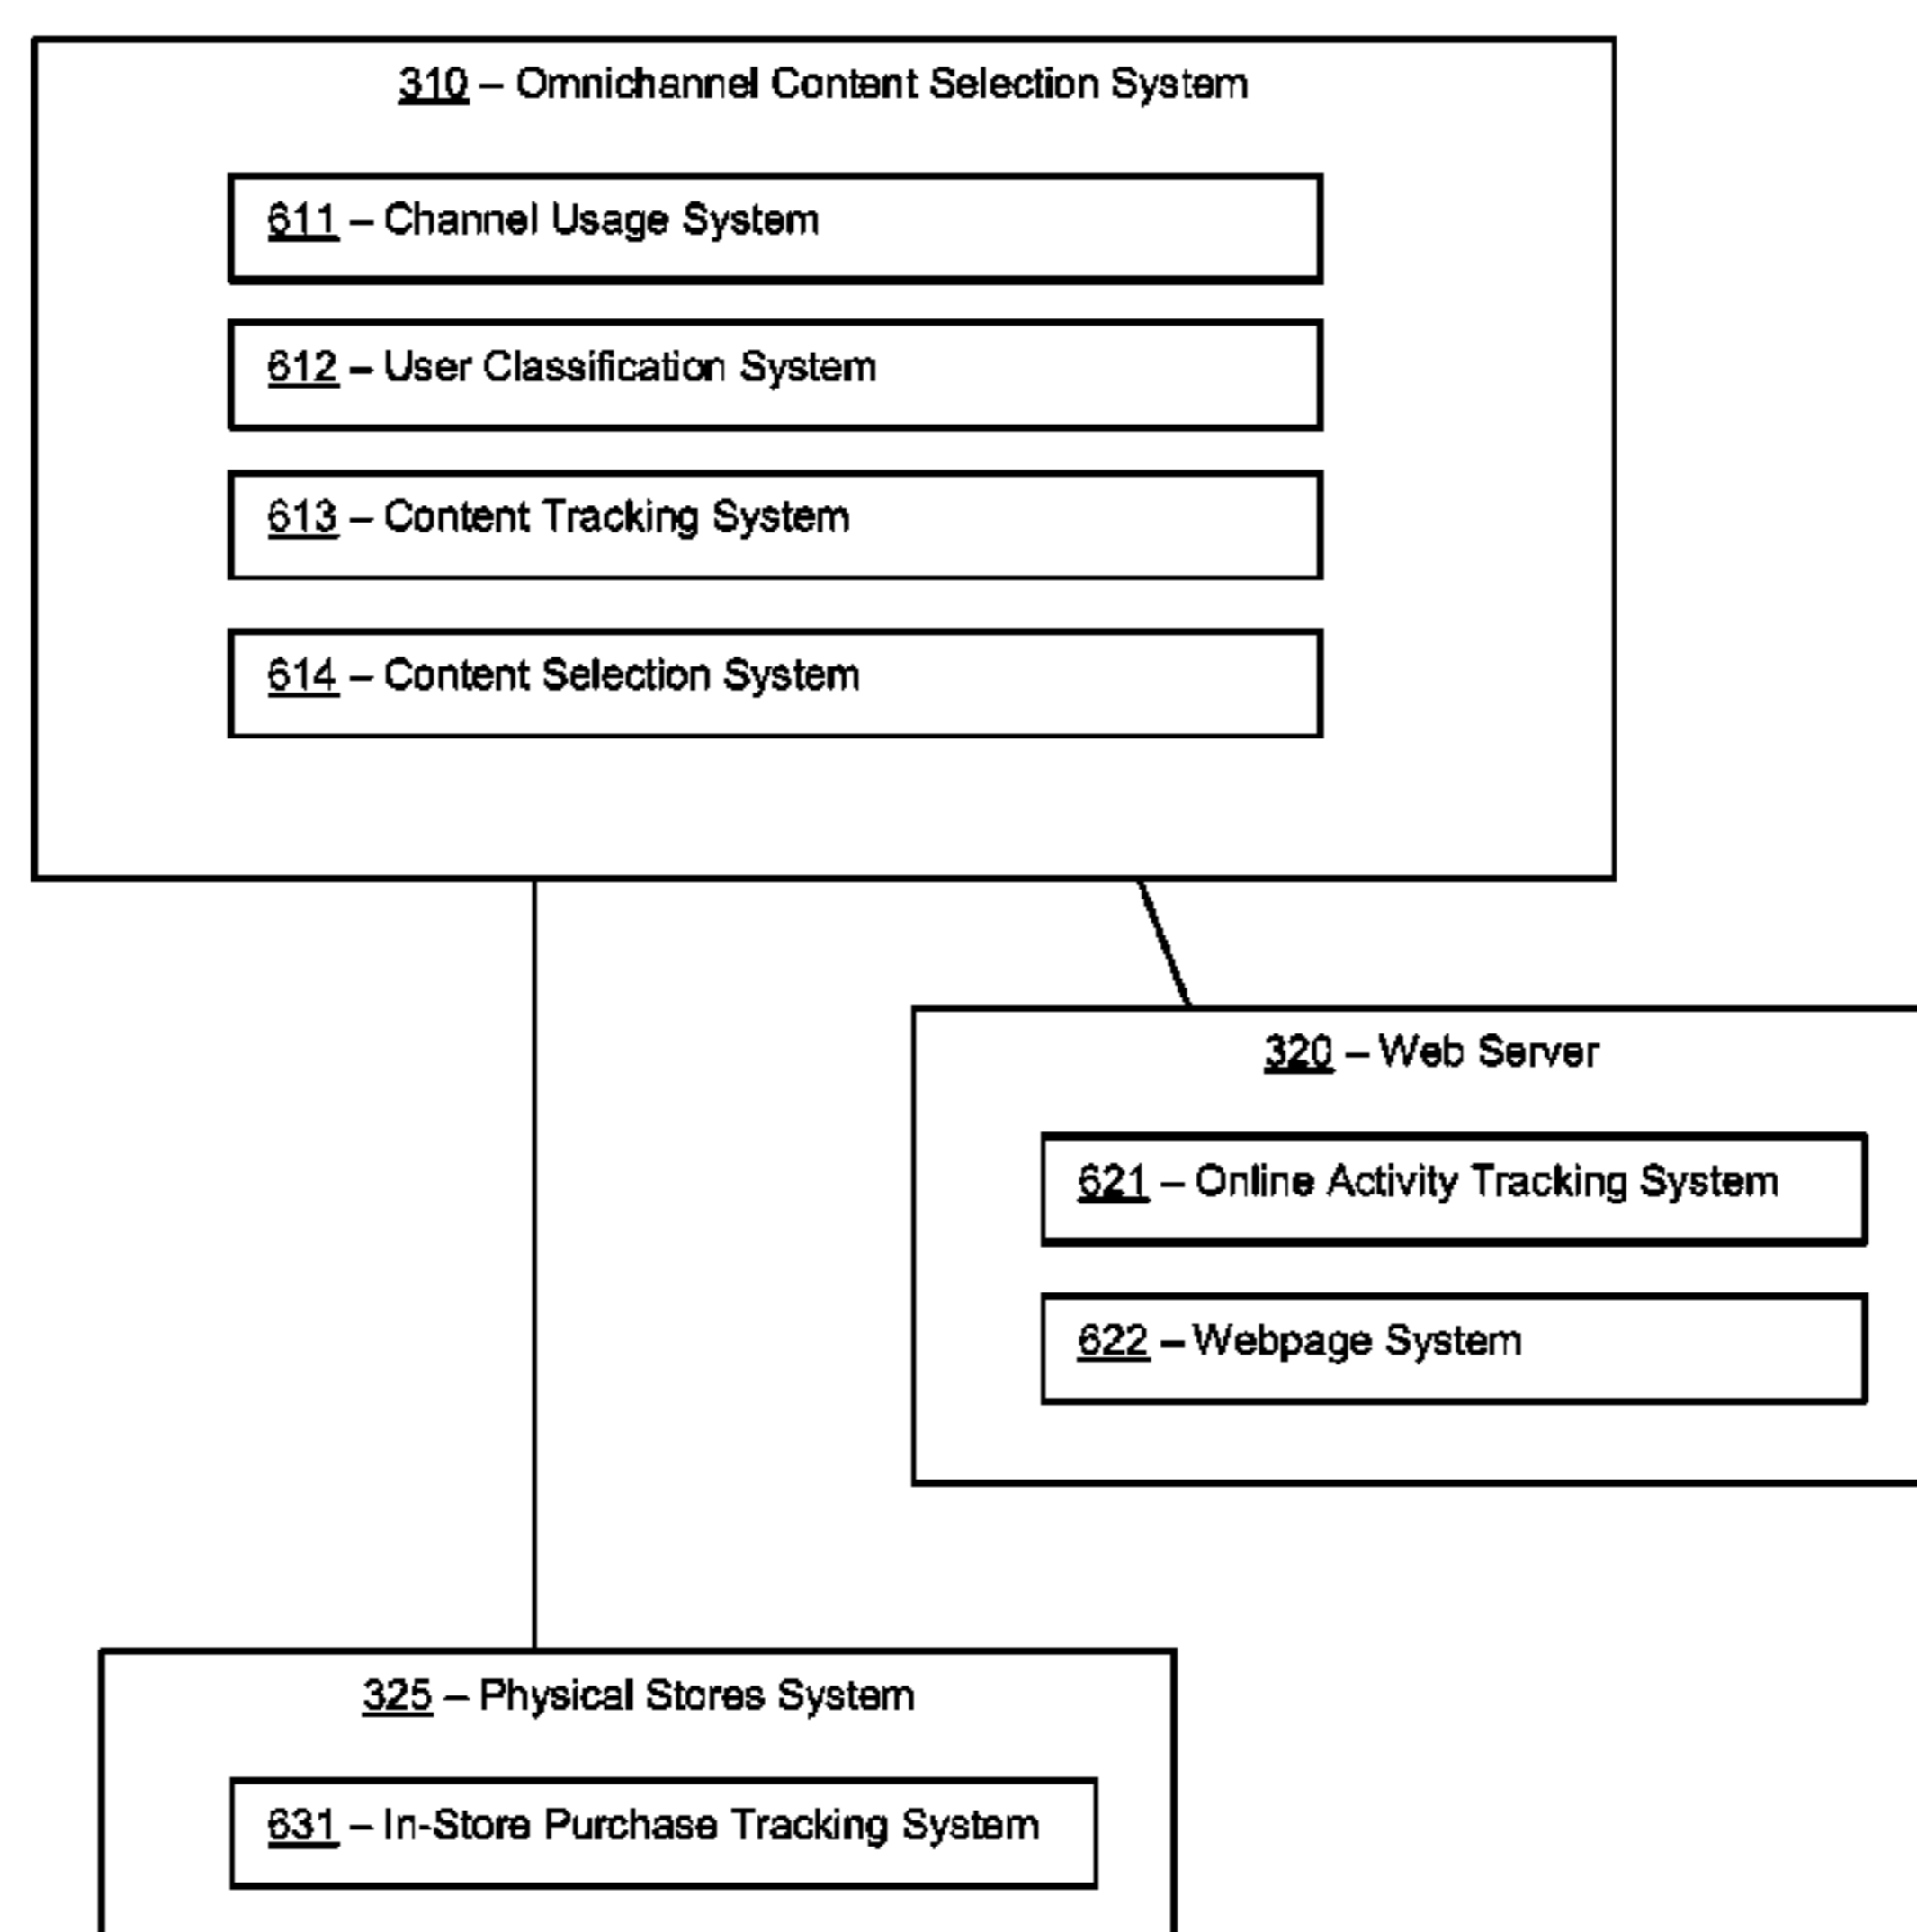 310 – Omnichannel Content Selection System
611 – Channel Usage System
612 – User Classification System
613 – Content Tracking System
614 – Content Selection System
320 – Web Server
621 – Online Activity Tracking System
622 – Webpage System
325 – Physical Stores System
631 – In-Store Purchase Tracking System